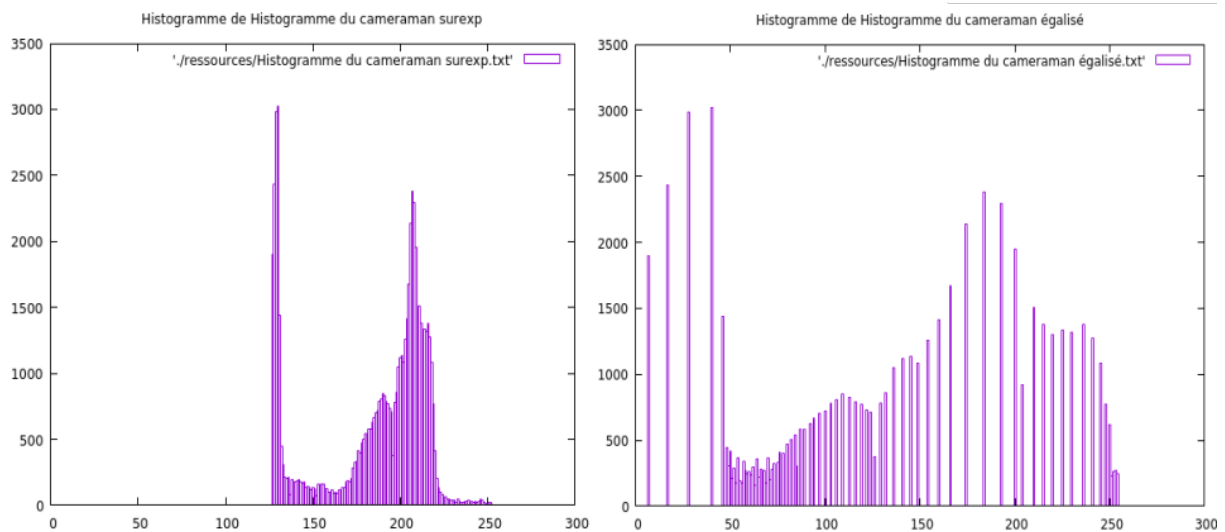 Histogramme de Histogramme du cameraman surexp
3500
'./ressources/Histogramme du cameraman surexp.txt'
3000
2500
2000
1500
1000
500
0
0 50 100 150 200 250 300
Histogramme de Histogramme du cameraman égalisé
3500
'./ressources/Histogramme du cameraman égalisé.txt'
3000
2500
2000
1500
1000
500
0
0 50 100 150 200 250 300